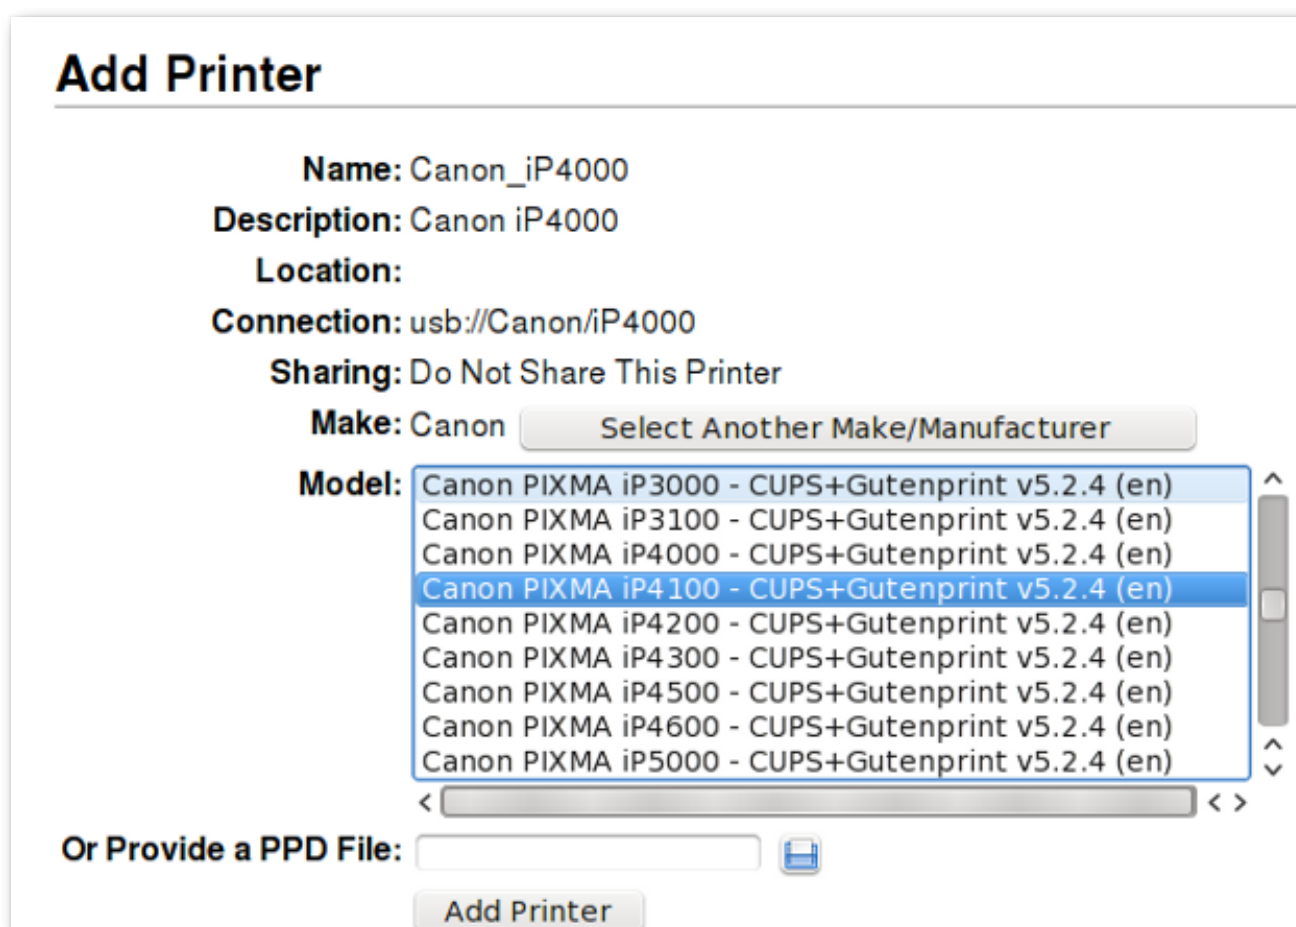 Add Printer
Name: Canon_iP4000
Description: Canon iP4000
Location:
Connection: usb://Canon/iP4000
Sharing: Do Not Share This Printer
Make: Canon Select Another Make/Manufacturer
Model: Canon PIXMA iP3000 - CUPS+Gutenprint v5.2.4 (en)
Canon PIXMA iP3100 - CUPS+Gutenprint v5.2.4 (en)
Canon PIXMA iP4000 - CUPS+Gutenprint v5.2.4 (en)
Canon PIXMA iP4100 - CUPS+Gutenprint v5.2.4 (en)
Canon PIXMA iP4200 - CUPS+Gutenprint v5.2.4 (en)
Canon PIXMA iP4300 - CUPS+Gutenprint v5.2.4 (en)
Canon PIXMA iP4500 - CUPS+Gutenprint v5.2.4 (en)
Canon PIXMA iP4600 - CUPS+Gutenprint v5.2.4 (en)
Canon PIXMA iP5000 - CUPS+Gutenprint v5.2.4 (en)
Or Provide a PPD File:
Add Printer